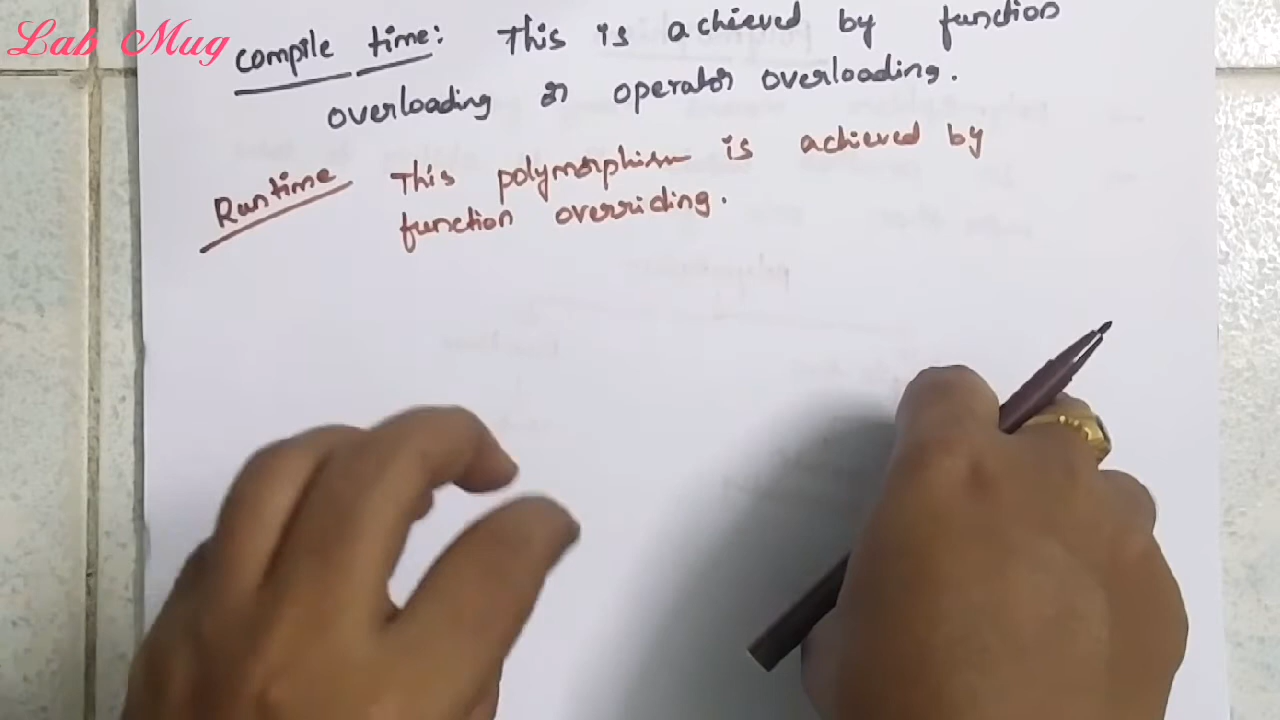 Lab Mug
compile time: This is achieved by function
overloading or operator overloading.
Runtime This polymorphism is achieved by
function overriding.